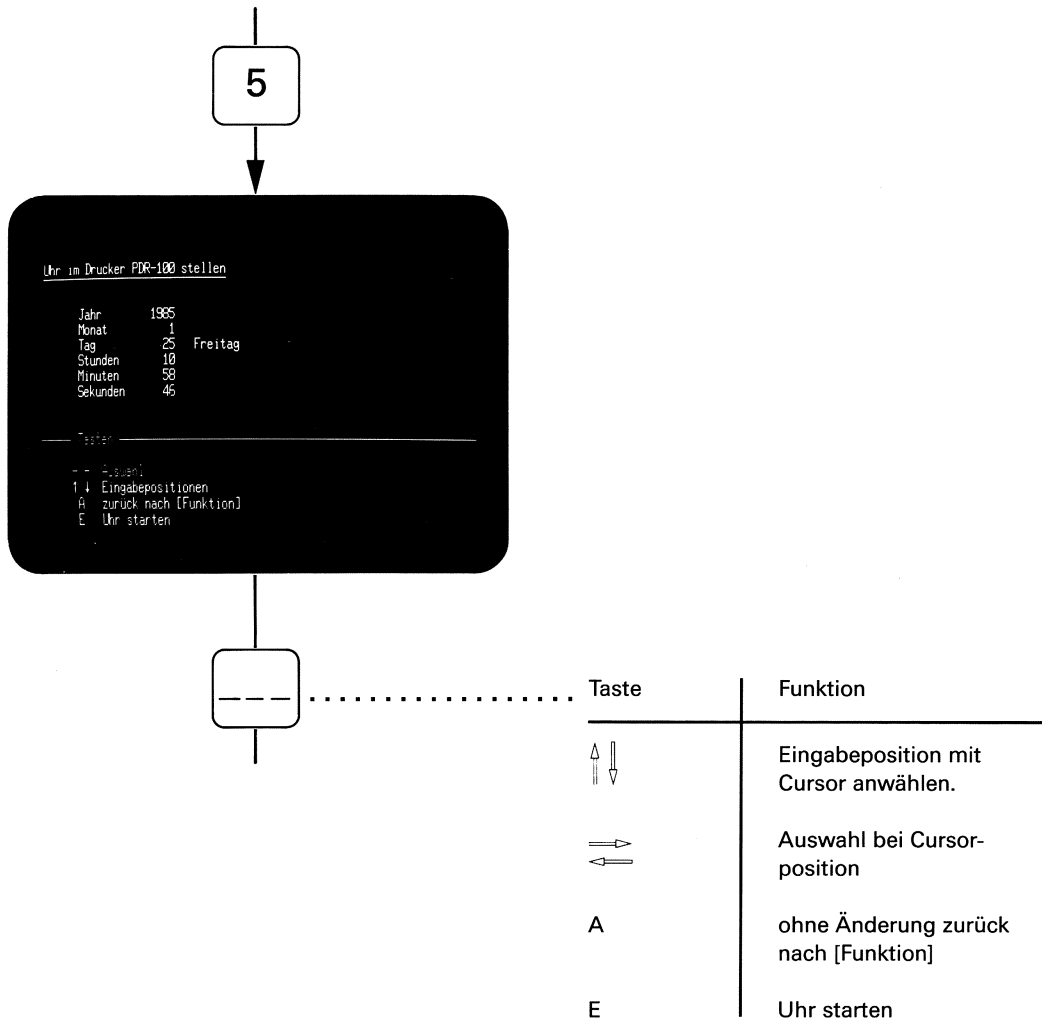 5
Uhr im Drucker PDR-100 stellen
Jahr 1985
Monat 1
Tag 25 Freitag
Stunden 10
Minuten 58
Sekunden 46
Tasten
Auswahl
↑ ↓ Eingabepositionen
A zurück nach [Funktion]
E Uhr starten
_ _ _
Taste Funktion
⇑ ⇓ Eingabeposition mit
Cursor anwählen.
⇒ Auswahl bei Cursor-
⇐ position
A ohne Änderung zurück
nach [Funktion]
E Uhr starten